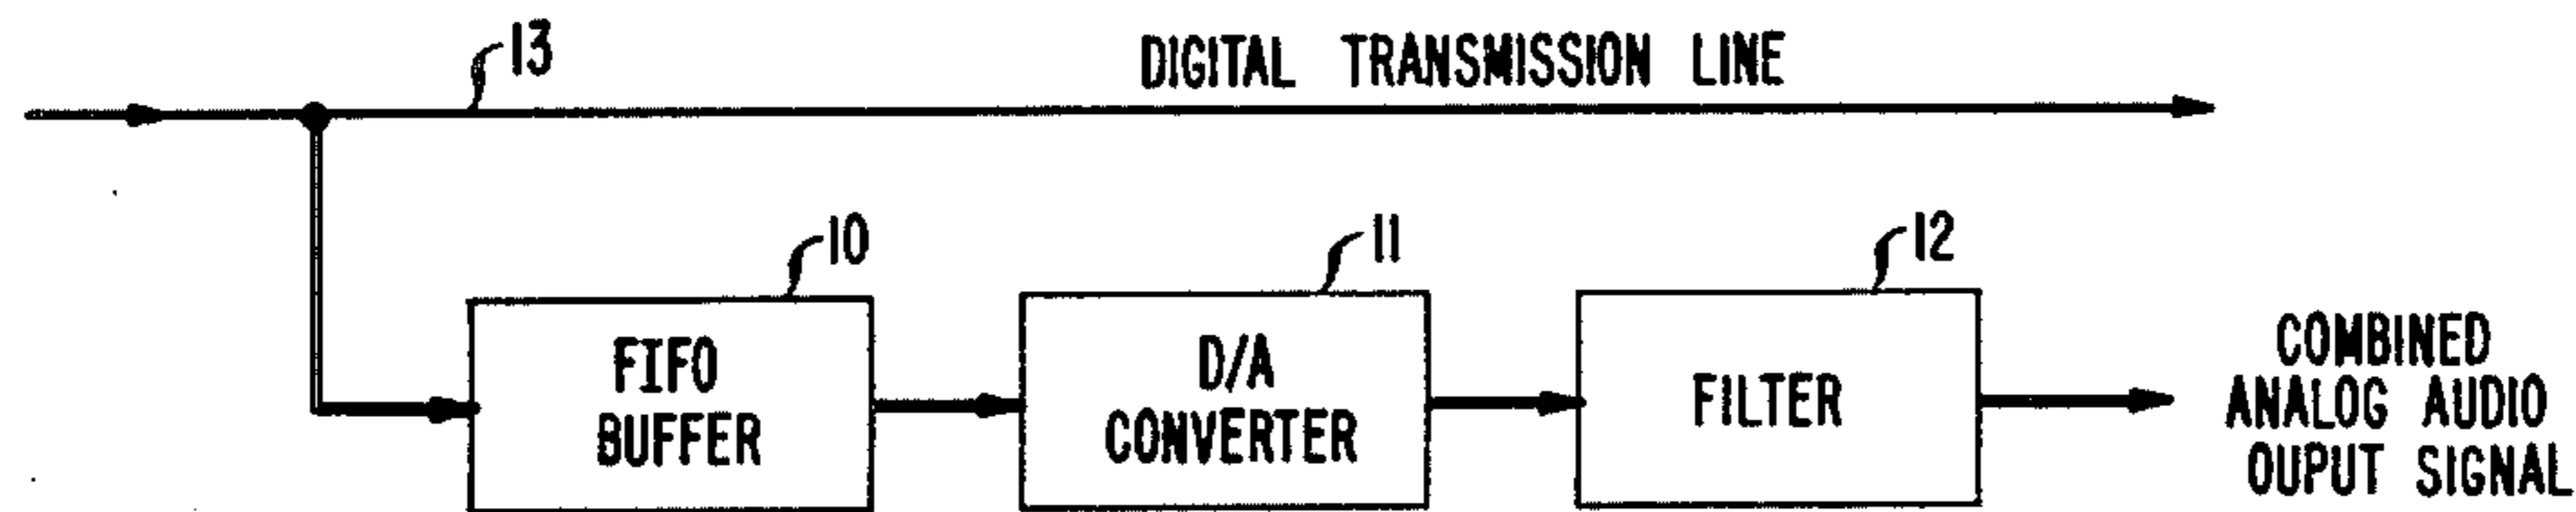 13
DIGITAL TRANSMISSION LINE
10
11
12
FIFO
BUFFER
D/A
CONVERTER
FILTER
COMBINED
ANALOG AUDIO
OUPUT SIGNAL